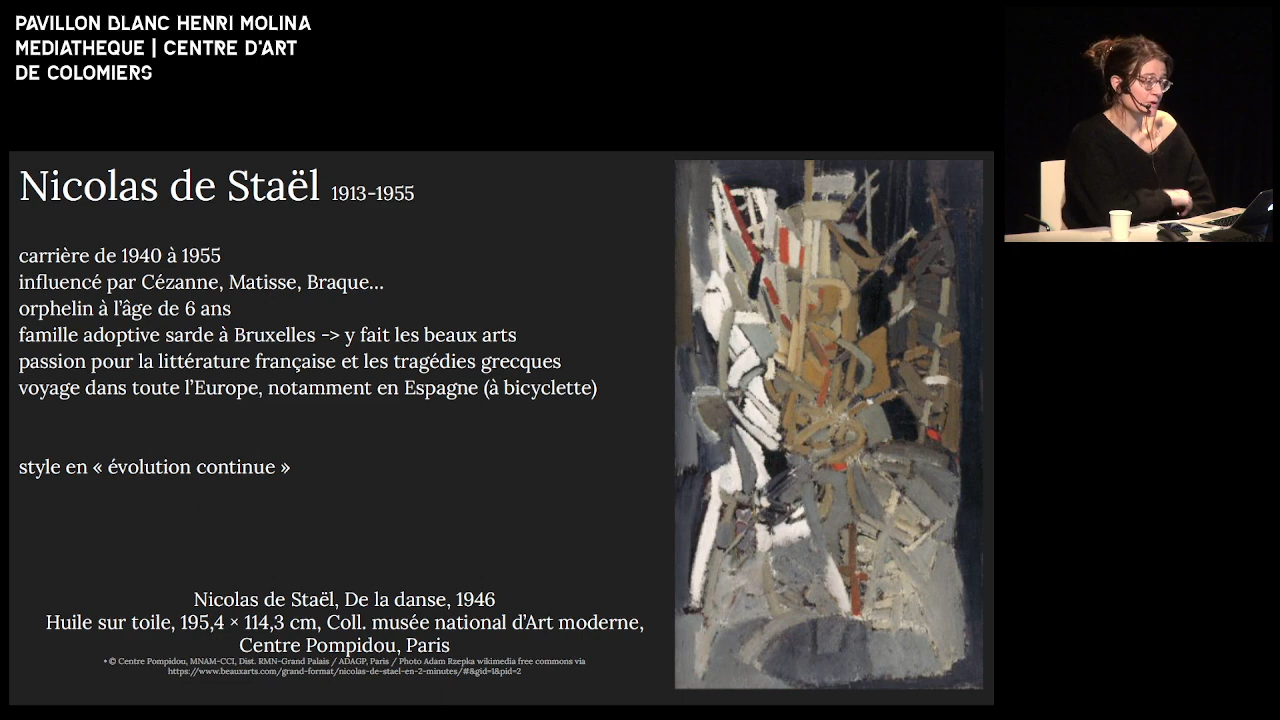 PAVILLON BLANC HENRI MOLINA
MEDIATHEQUE | CENTRE D'ART
DE COLOMIERS
Nicolas de Staël 1913-1955
carrière de 1940 à 1955
influencé par Cézanne, Matisse, Braque...
orphelin à l'âge de 6 ans
famille adoptive sarde à Bruxelles -> y fait les beaux arts
passion pour la littérature française et les tragédies grecques
voyage dans toute l'Europe, notamment en Espagne (à bicyclette)
style en « évolution continue »
Nicolas de Staël, De la danse, 1946
Huile sur toile, 195,4 × 114,3 cm, Coll. musée national d'Art moderne,
Centre Pompidou, Paris
• © Centre Pompidou, MNAM-CCI, Dist. RMN-Grand Palais / ADAGP, Paris / Photo Adam Rzepka wikimedia free commons via
https://www.beauxarts.com/grand-format/nicolas-de-stael-en-2-minutes/#&gid=1&pid=2